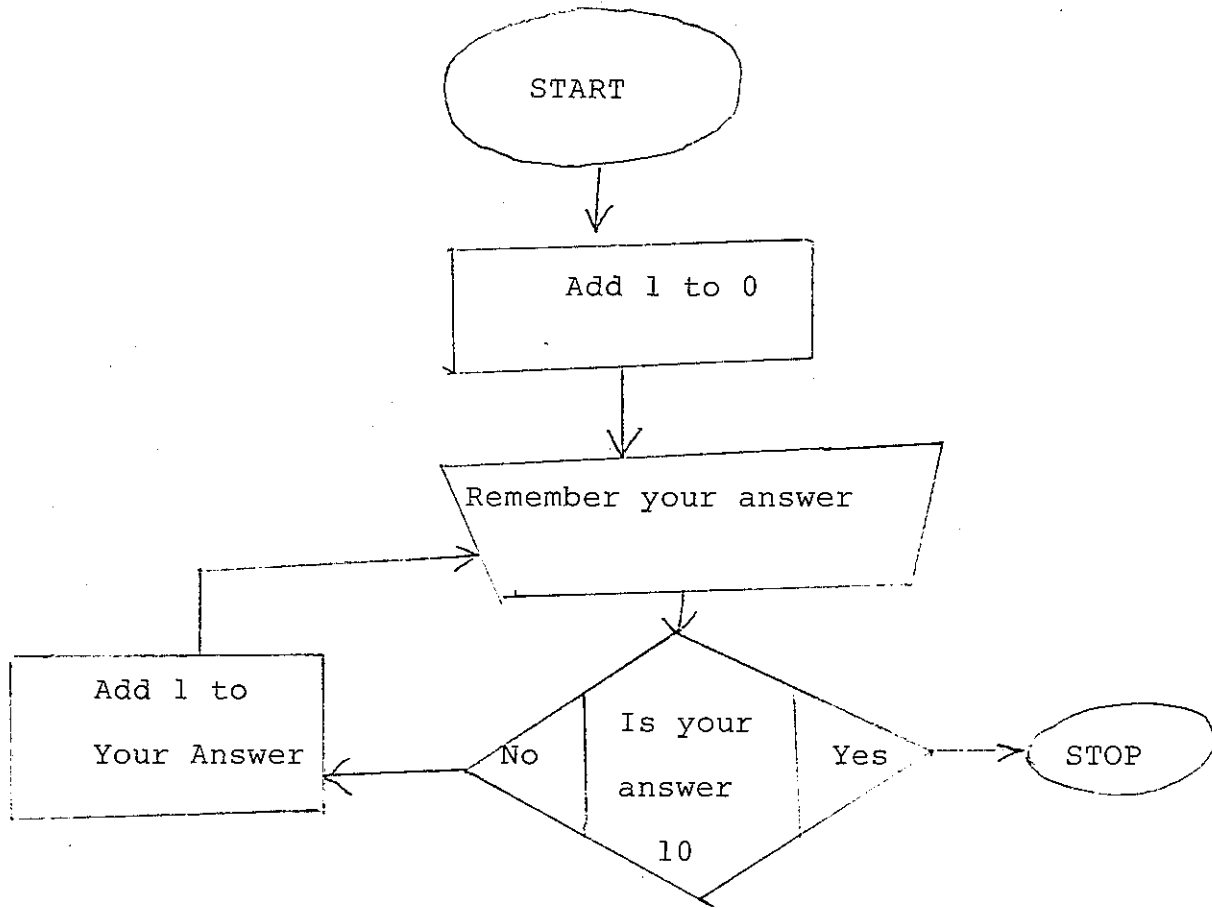 START
Add 1 to 0
Remember your answer
Add 1 to
Your Answer
No
Is your
answer
10
Yes
STOP